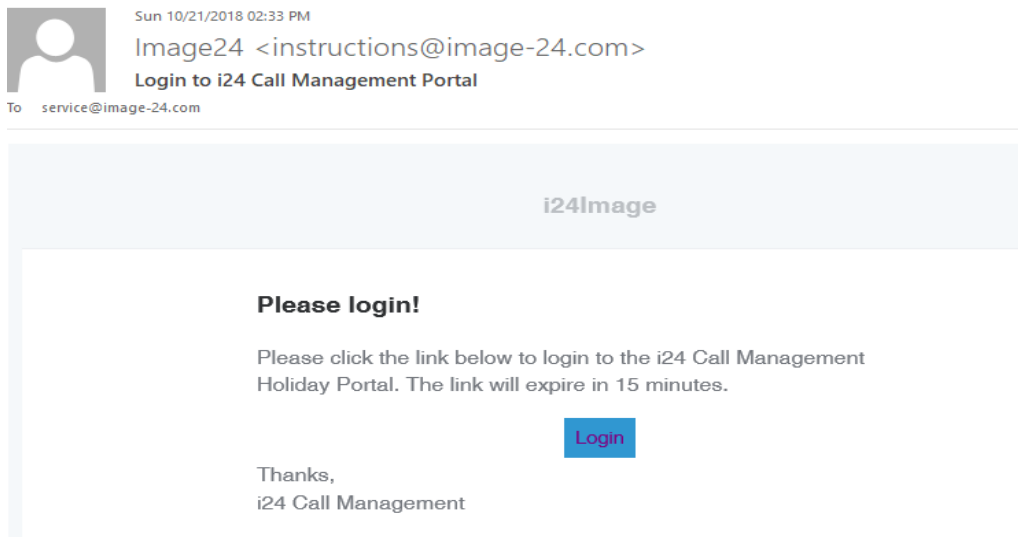 Sun 10/21/2018 02:33 PM
Image24 <instructions@image-24.com>
Login to i24 Call Management Portal
To service@image-24.com
i24Image
Please login!
Please click the link below to login to the i24 Call Management
Holiday Portal. The link will expire in 15 minutes.
Login
Thanks,
i24 Call Management